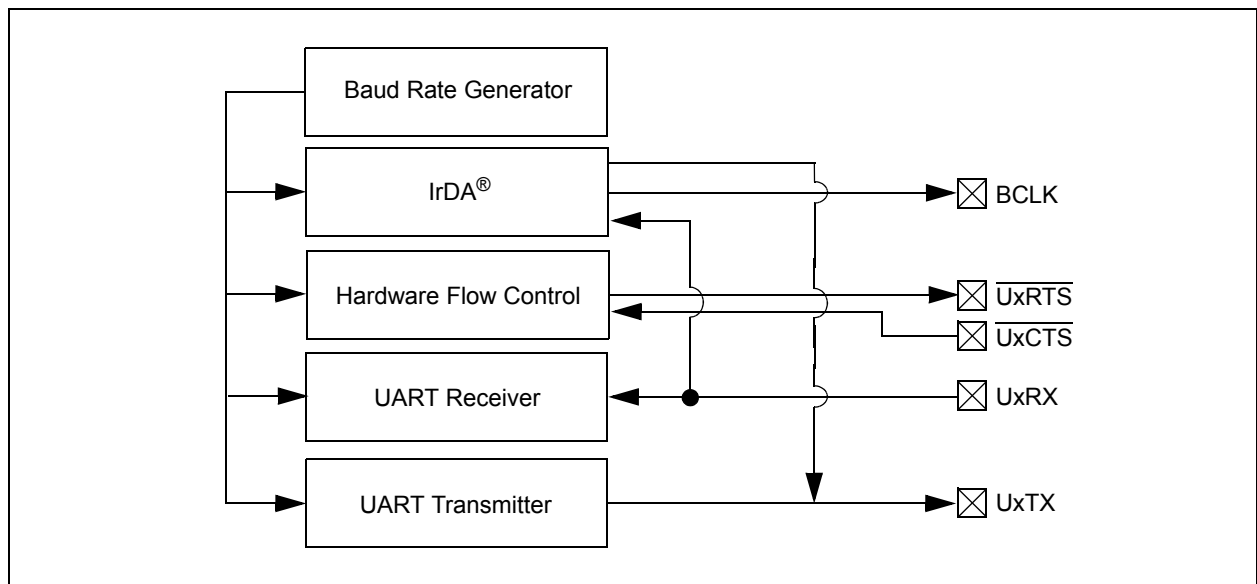 Baud Rate Generator
IrDA®
BCLK
Hardware Flow Control
UxRTS
UxCTS
UART Receiver
UxRX
UART Transmitter
UxTX